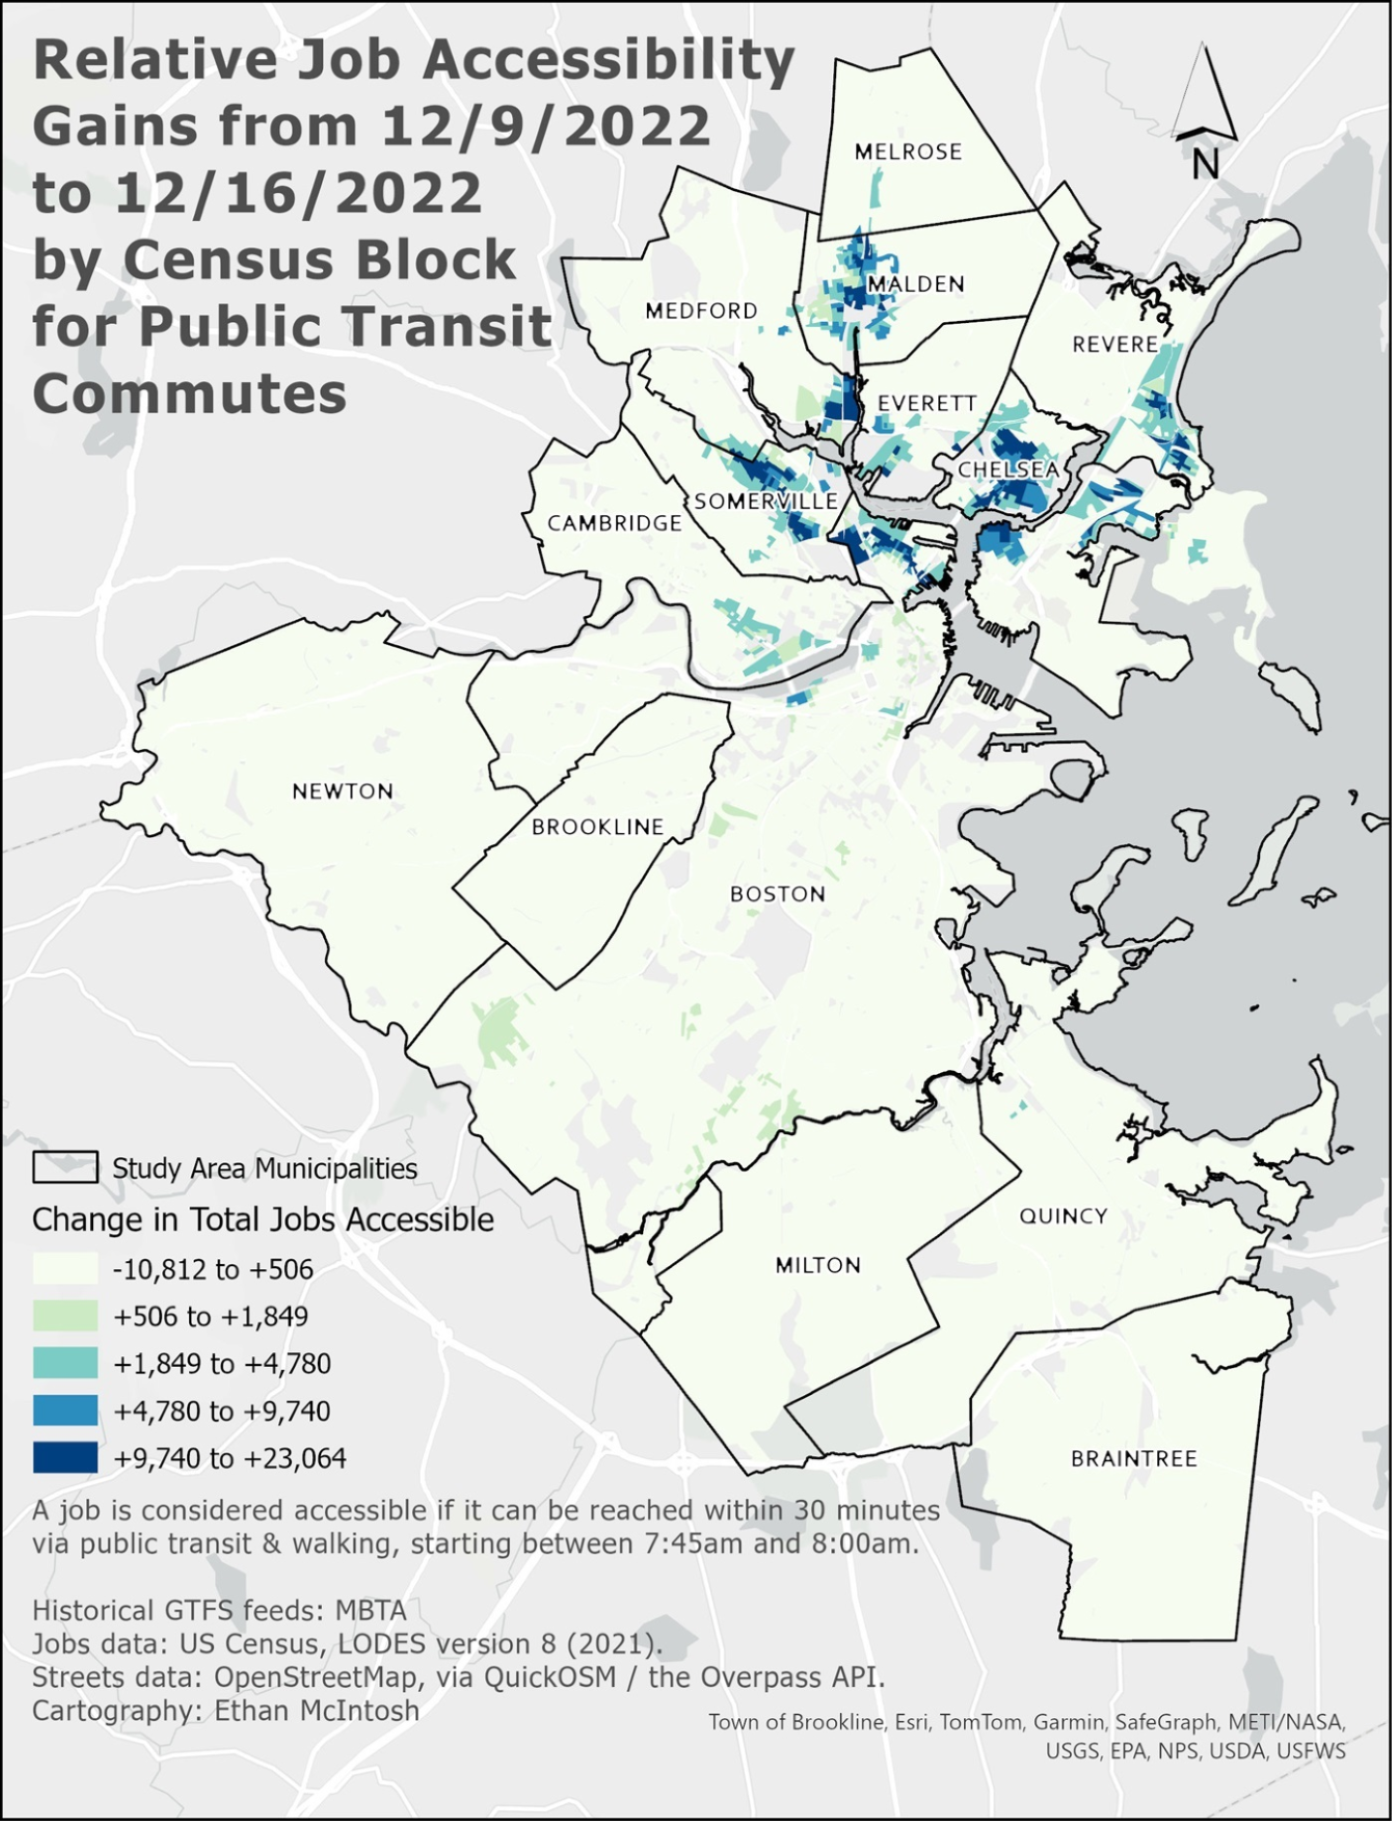 Relative Job Accessibility
Gains from 12/9/2022
to 12/16/2022
by Census Block
for Public Transit
Commutes
N
MELROSE
MALDEN
MEDFORD
REVERE
EVERETT
CHELSEA
SOMERVILLE
CAMBRIDGE
NEWTON
BROOKLINE
BOSTON
QUINCY
MILTON
BRAINTREE
Study Area Municipalities
Change in Total Jobs Accessible
-10,812 to +506
+506 to +1,849
+1,849 to +4,780
+4,780 to +9,740
+9,740 to +23,064
A job is considered accessible if it can be reached within 30 minutes
via public transit & walking, starting between 7:45am and 8:00am.
Historical GTFS feeds: MBTA
Jobs data: US Census, LODES version 8 (2021).
Streets data: OpenStreetMap, via QuickOSM / the Overpass API.
Cartography: Ethan McIntosh
Town of Brookline, Esri, TomTom, Garmin, SafeGraph, METI/NASA,
USGS, EPA, NPS, USDA, USFWS